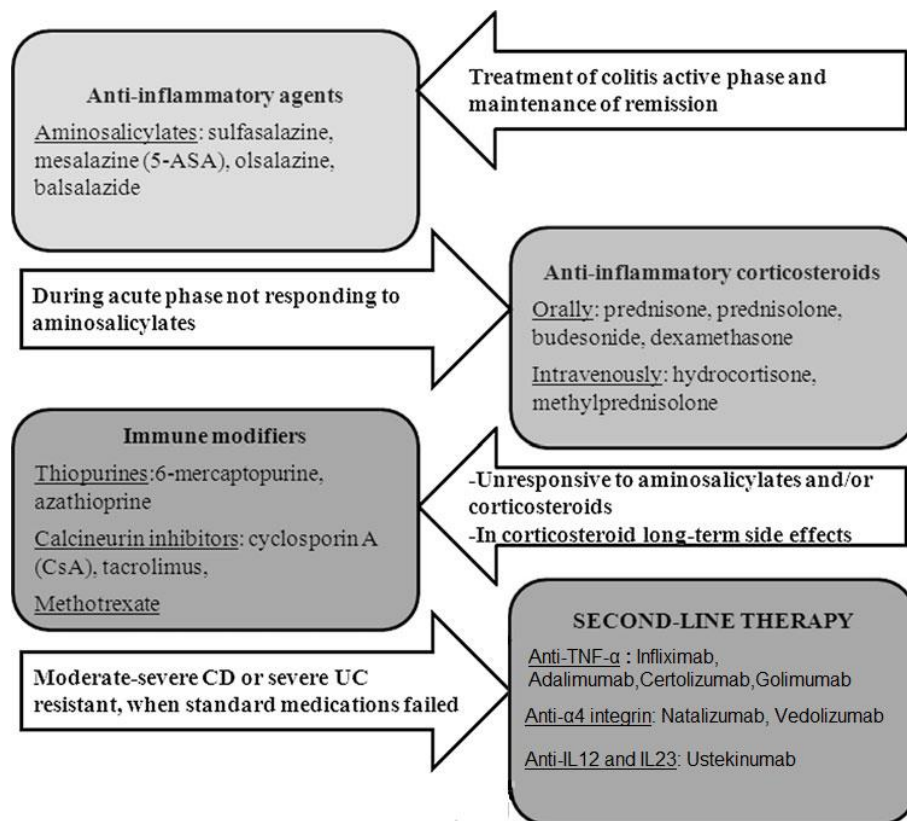 Anti-inflammatory agents
Aminosalicylates: sulfasalazine,
mesalazine (5-ASA), olsalazine,
balsalazide
Treatment of colitis active phase and
maintenance of remission
During acute phase not responding to
aminosalicylates
Anti-inflammatory corticosteroids
Orally: prednisone, prednisolone,
budesonide, dexamethasone
Intravenously: hydrocortisone,
methylprednisolone
Immune modifiers
Thiopurines:6-mercaptopurine,
azathioprine
Calcineurin inhibitors: cyclosporin A
(CsA), tacrolimus,
Methotrexate
-Unresponsive to aminosalicylates and/or
corticosteroids
-In corticosteroid long-term side effects
Moderate-severe CD or severe UC
resistant, when standard medications failed
SECOND-LINE THERAPY
Anti-TNF-α : Infliximab,
Adalimumab,Certolizumab,Golimumab
Anti-α4 integrin: Natalizumab, Vedolizumab
Anti-IL12 and IL23: Ustekinumab